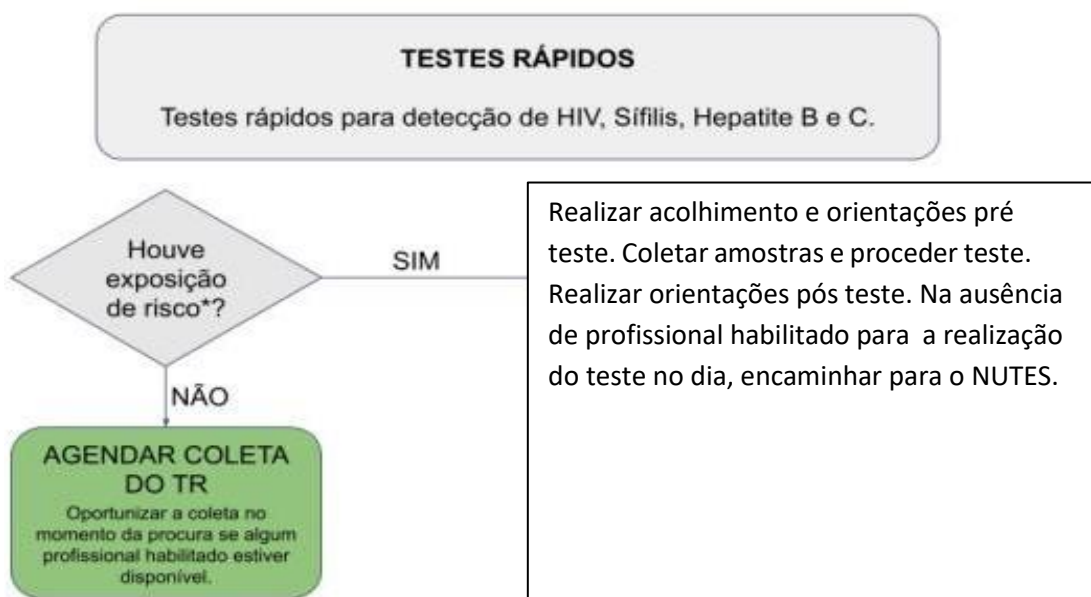 TESTES RÁPIDOS
Testes rápidos para detecção de HIV, Sífilis, Hepatite B e C.
Houve
exposição
de risco*?
SIM
Realizar acolhimento e orientações pré
teste. Coletar amostras e proceder teste.
Realizar orientações pós teste. Na ausência
de profissional habilitado para a realização
do teste no dia, encaminhar para o NUTES.
NÃO
AGENDAR COLETA
DO TR
Oportunizar a coleta no
momento da procura se algum
profissional habilitado estiver
disponível.